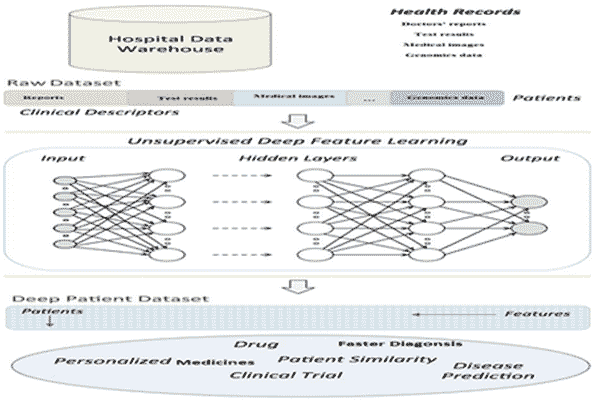 Hospital Data
Warehouse
Health Records
Doctors' reports
Test results
Medical images
Genomics data
Raw Dataset
Reports
Test results
Medical images
...
Genomics data
Patients
Clinical Descriptors
Unsupervised Deep Feature Learning
Input
Hidden Layers
Output
Deep Patient Dataset
Patients
Features
Drug
Faster Diagonsis
Personalized Medicines
Patient Similarity
Disease
Prediction
Clinical Trial